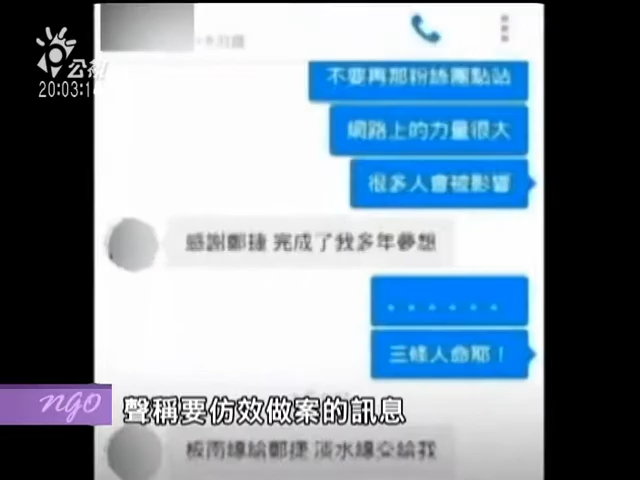 公視
20:03:1
不要再那粉絲團點站
網路上的力量很大
很多人會被影響
感謝鄭捷 完成了我多年夢想
. . . . . .
三條人命耶！
ngo
聲稱要仿效做案的訊息
板南線給鄭捷 淡水線交給我